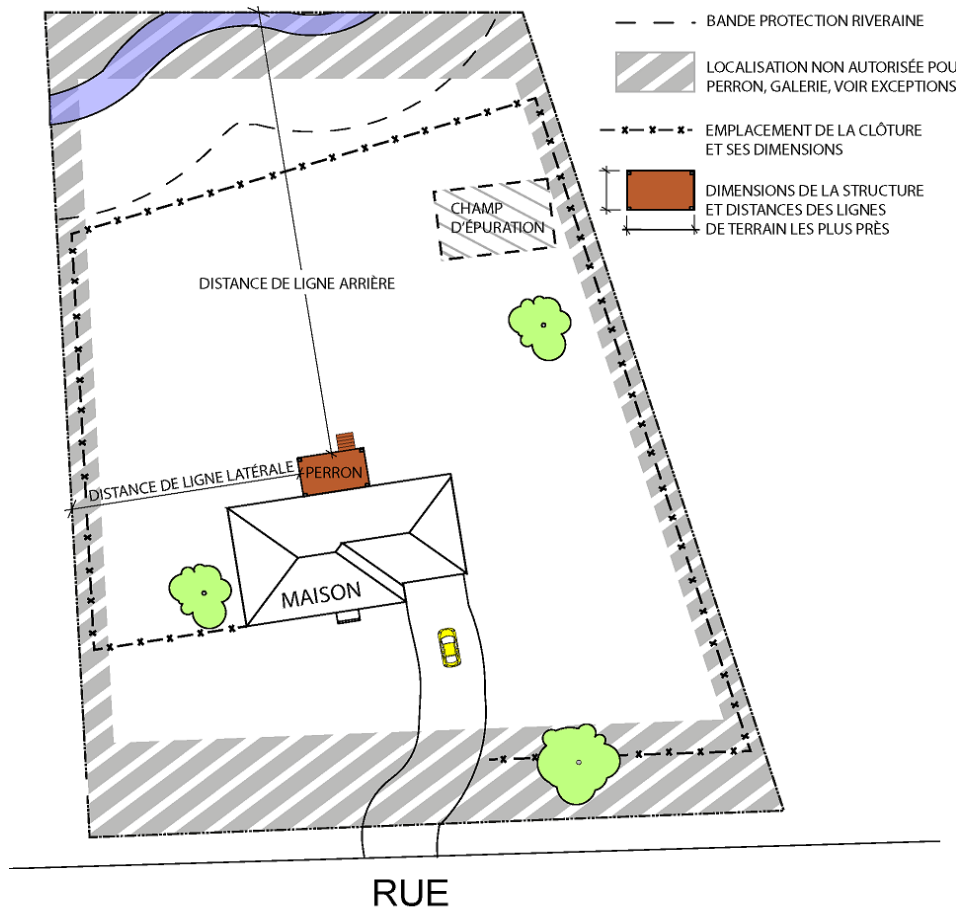 BANDE PROTECTION RIVERAINE
LOCALISATION NON AUTORISÉE POU
PERRON, GALERIE, VOIR EXCEPTIONS
EMPLACEMENT DE LA CLÔTURE
ET SES DIMENSIONS
DIMENSIONS DE LA STRUCTURE
ET DISTANCES DES LIGNES
DE TERRAIN LES PLUS PRÈS
CHAMP
D'ÉPURATION
DISTANCE DE LIGNE ARRIÈRE
DISTANCE DE LIGNE LATÉRALE
PERRON
MAISON
RUE